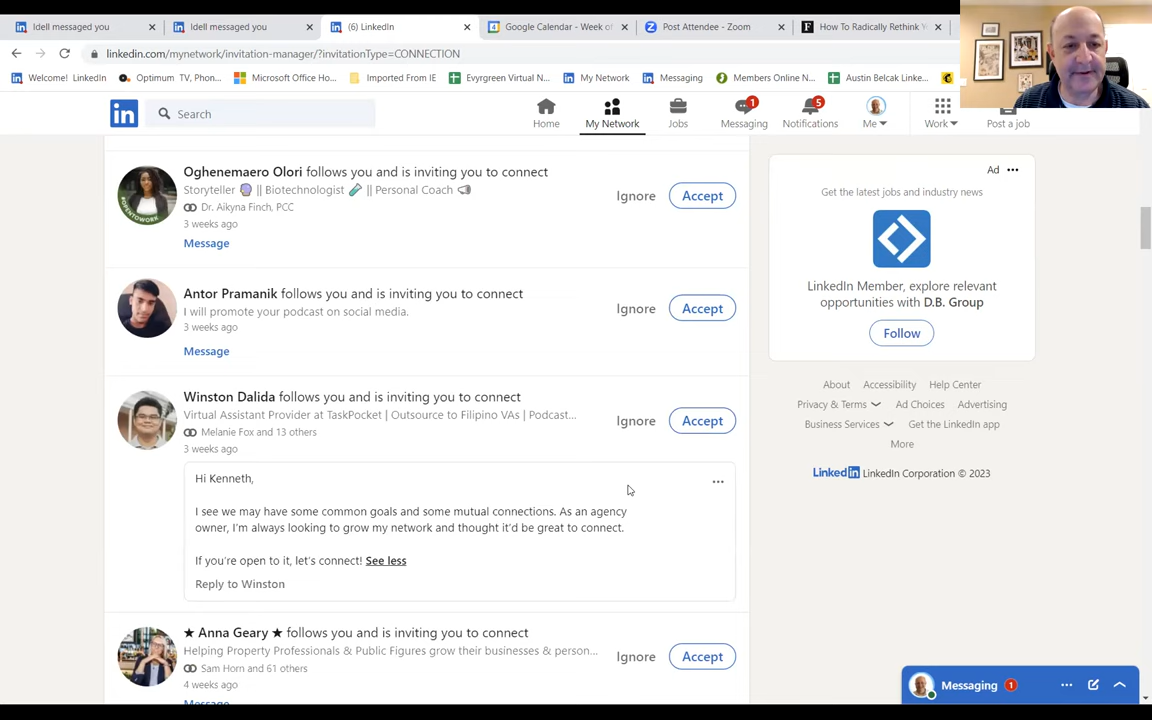 Idell messaged you
Idell messaged you
(6) LinkedIn
Google Calendar - Week of
Post Attendee - Zoom
How To Radically Rethink
linkedin.com/mynetwork/invitation-manager/?invitationType=CONNECTION
Welcome! LinkedIn
Optimum TV, Phon...
Microsoft Office Ho...
Imported From IE
Evyrgreen Virtual N...
My Network
Messaging
Members Online N...
Austin Belcak Linke...
Search
Home
My Network
Jobs
1
Messaging
5
Notifications
Me
Work
Post a job
Oghenemaero Olori follows you and is inviting you to connect
Storyteller || Biotechnologist || Personal Coach
Dr. Aikyna Finch, PCC
3 weeks ago
Message
Ignore
Accept
#OPENTOWORK
Antor Pramanik follows you and is inviting you to connect
I will promote your podcast on social media.
3 weeks ago
Message
Ignore
Accept
Winston Dalida follows you and is inviting you to connect
Virtual Assistant Provider at TaskPocket | Outsource to Filipino VAs | Podcast...
Melanie Fox and 13 others
3 weeks ago
Ignore
Accept
Hi Kenneth,
I see we may have some common goals and some mutual connections. As an agency
owner, I'm always looking to grow my network and thought it'd be great to connect.
If you're open to it, let's connect! See less
Reply to Winston
★ Anna Geary ★ follows you and is inviting you to connect
Helping Property Professionals & Public Figures grow their businesses & person...
Sam Horn and 61 others
4 weeks ago
Ignore
Accept
Ad
Get the latest jobs and industry news
LinkedIn Member, explore relevant
opportunities with D.B. Group
Follow
About Accessibility Help Center
Privacy & Terms Ad Choices Advertising
Business Services Get the LinkedIn app
More
LinkedIn LinkedIn Corporation © 2023
Messaging 1